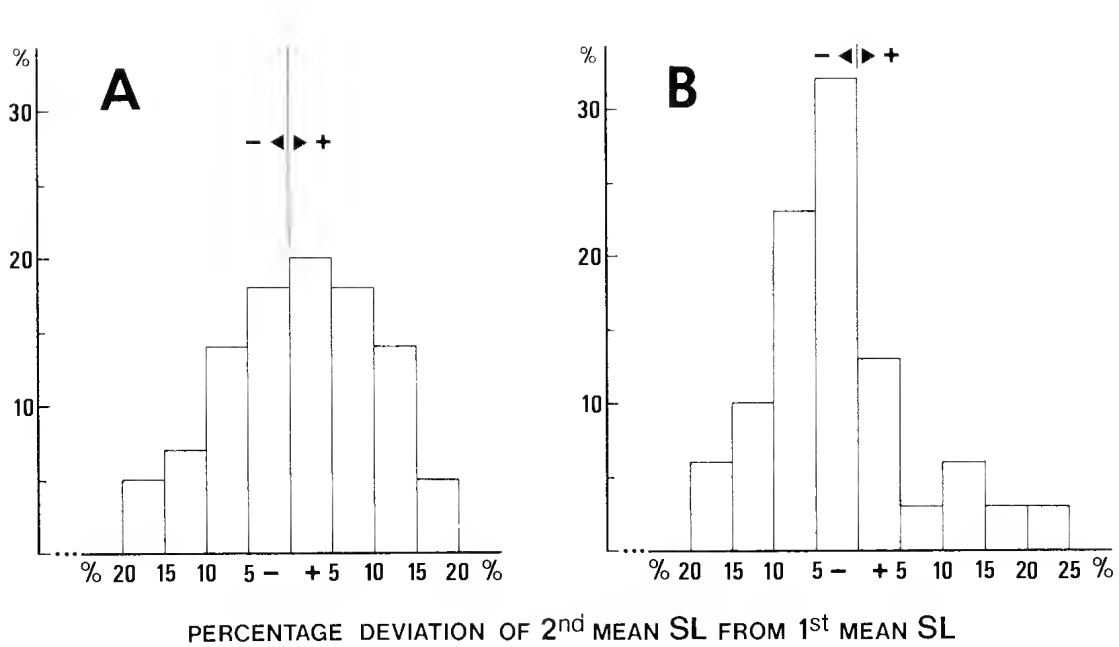 %
A
30
20
10
− ◀▶ +
% 20 15 10 5 − + 5 10 15 20 %
%
B
30
20
10
− ◀▶ +
% 20 15 10 5 − + 5 10 15 20 25 %
PERCENTAGE DEVIATION OF 2nd MEAN SL FROM 1st MEAN SL